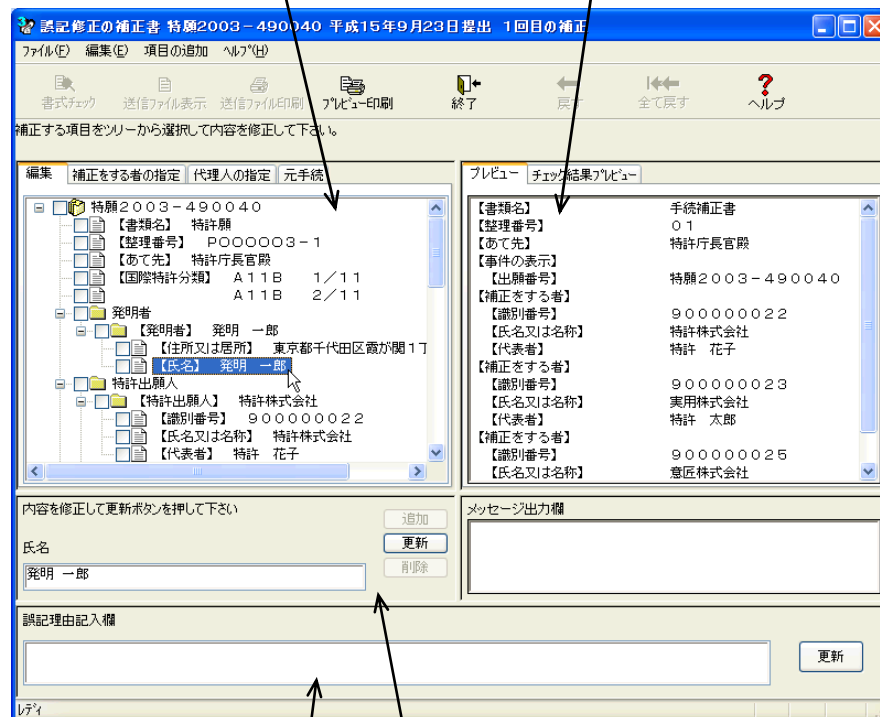 誤記修正の補正書 特願2003-490040 平成15年9月23日提出 1回目の補正
ファイル(F) 編集(E) 項目の追加 ヘルプ(H)
書式チェック 送信ファイル表示 送信ファイル印刷 プレビュー印刷 終了 戻す 全て戻す ヘルプ
補正する項目をツリーから選択して内容を修正して下さい。
編集 補正をする者の指定 代理人の指定 元手続
特願2003-490040
【書類名】 特許願
【整理番号】 P000003-1
【あて先】 特許庁長官殿
【国際特許分類】 A11B 1/11
A11B 2/11
発明者
【発明者】 発明 一郎
【住所又は居所】 東京都千代田区霞が関1丁
【氏名】 発明 一郎
特許出願人
【特許出願人】 特許株式会社
【識別番号】 900000022
【氏名又は名称】 特許株式会社
【代表者】 特許 花子
プレビュー チェック結果プレビュー
【書類名】 手続補正書
【整理番号】 01
【あて先】 特許庁長官殿
【事件の表示】
【出願番号】 特願2003-490040
【補正をする者】
【識別番号】 900000022
【氏名又は名称】 特許株式会社
【代表者】 特許 花子
【補正をする者】
【識別番号】 900000023
【氏名又は名称】 実用株式会社
【代表者】 特許 太郎
【補正をする者】
【識別番号】 900000025
【氏名又は名称】 意匠株式会社
内容を修正して更新ボタンを押して下さい
追加
氏名
更新
発明 一郎
削除
メッセージ出力欄
誤記理由記入欄
更新
レディ